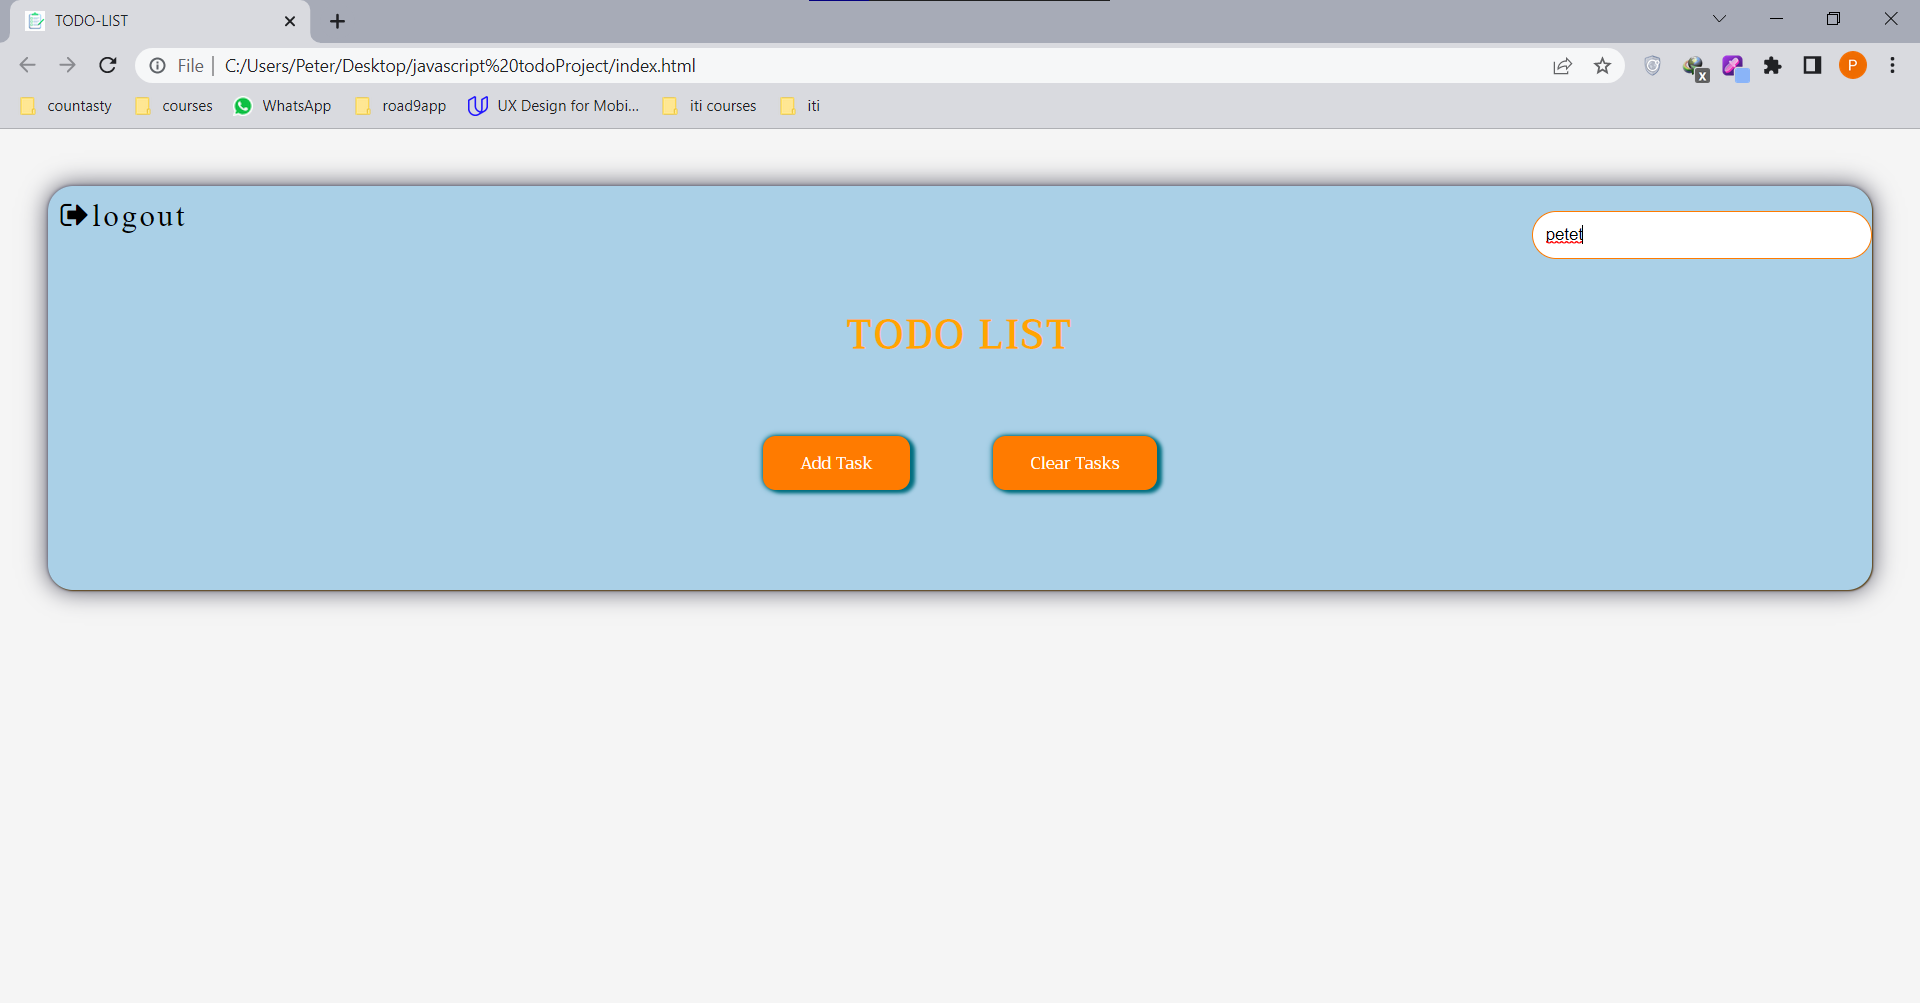 TODO-LIST
File | C:/Users/Peter/Desktop/javascript%20todoProject/index.html
P
X
countasty courses WhatsApp road9app UX Design for Mobi... iti courses iti
logout
petet
TODO LIST
Add Task Clear Tasks